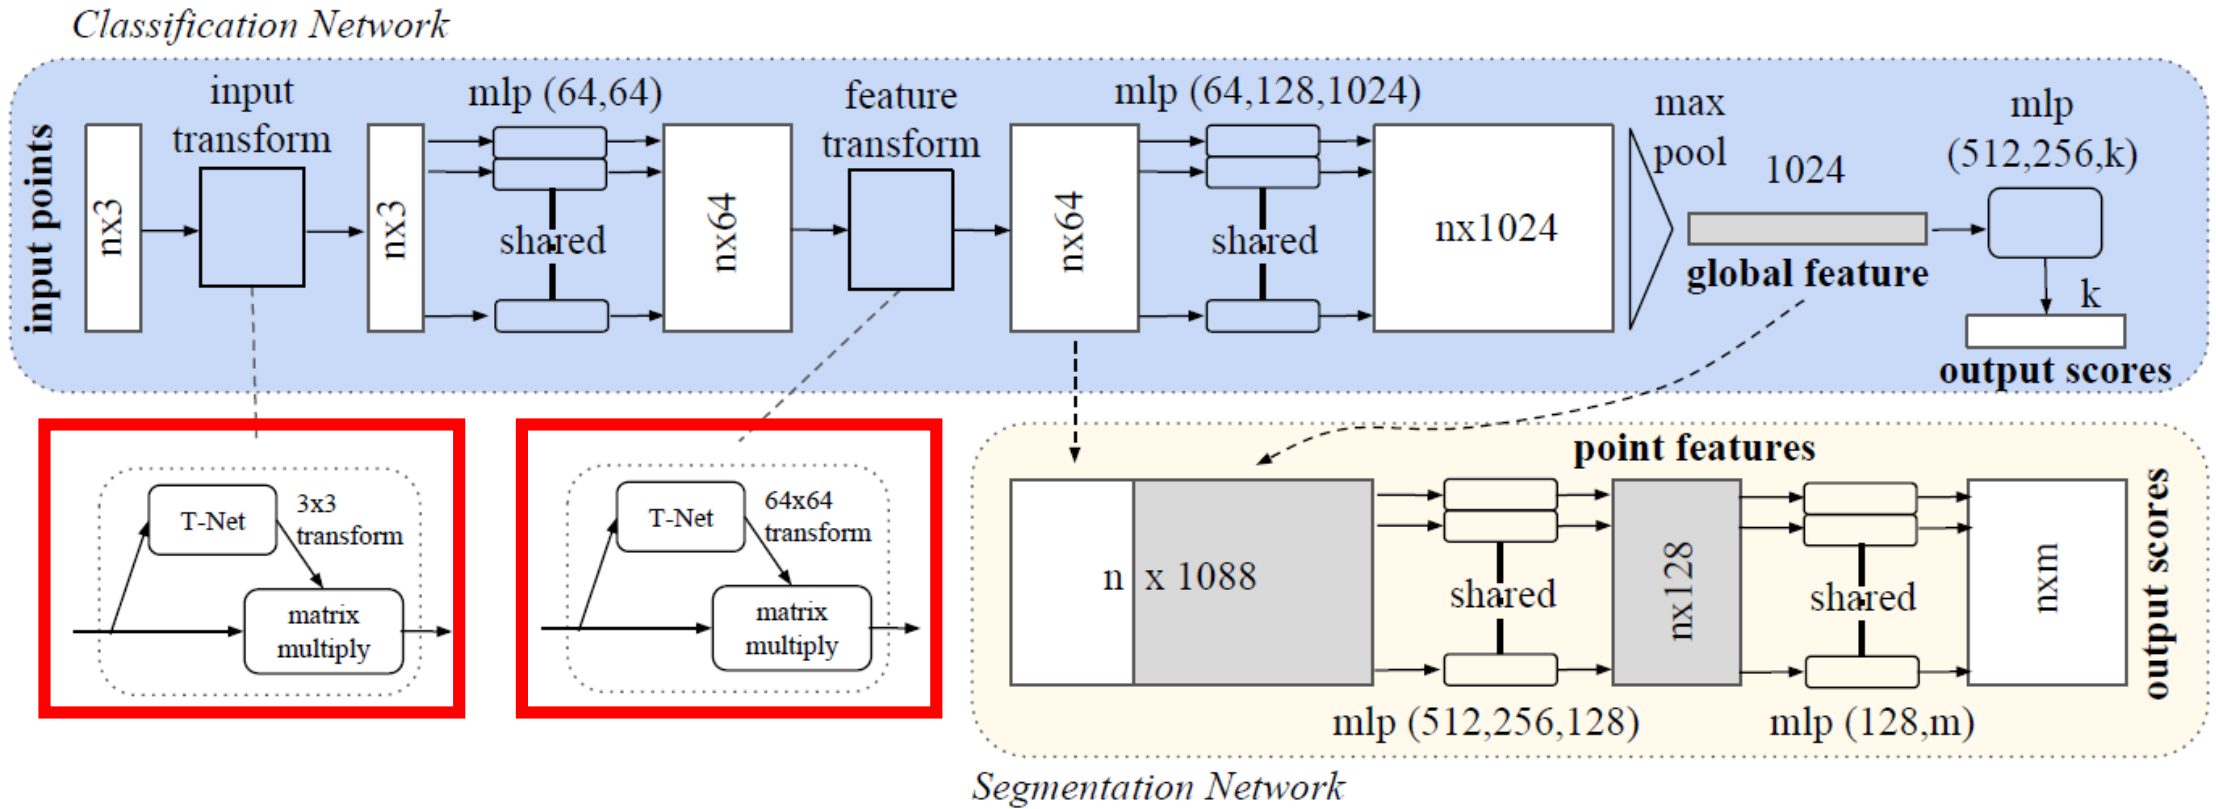 Classification Network
input points
nx3
input
transform
nx3
mlp (64,64)
shared
nx64
feature
transform
nx64
mlp (64,128,1024)
shared
nx1024
max
pool
1024
global feature
mlp
(512,256,k)
k
output scores
T-Net
3x3
transform
matrix
multiply
T-Net
64x64
transform
matrix
multiply
point features
n x 1088
shared
mlp (512,256,128)
nx128
shared
mlp (128,m)
nxm
output scores
Segmentation Network